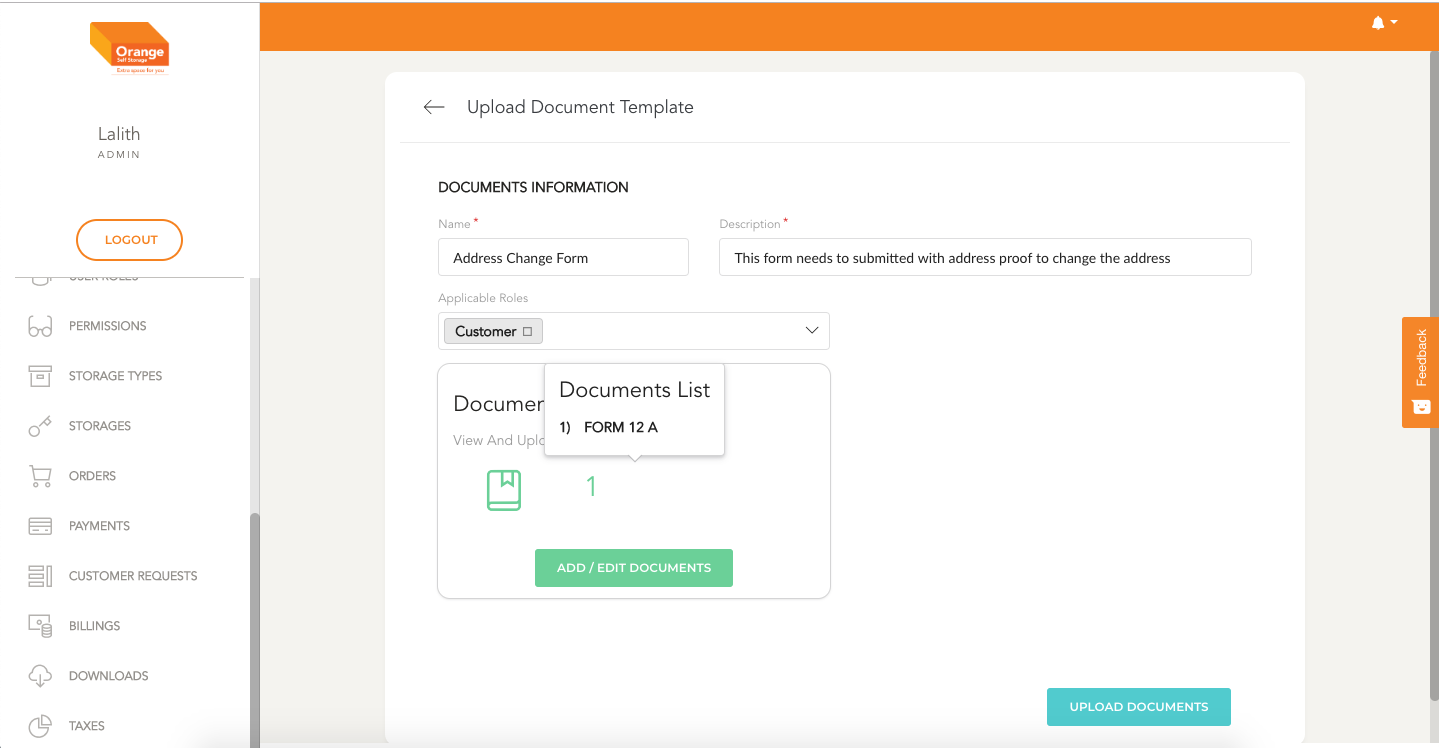 Orange
Self Storage
Extra space for you
Lalith
ADMIN
LOGOUT
USER ROLES
PERMISSIONS
STORAGE TYPES
STORAGES
ORDERS
PAYMENTS
CUSTOMER REQUESTS
BILLINGS
DOWNLOADS
TAXES
Upload Document Template
DOCUMENTS INFORMATION
Name *
Description *
Address Change Form
This form needs to submitted with address proof to change the address
Applicable Roles
Customer
Documen
View And Uplo
Documents List
1) FORM 12 A
1
ADD / EDIT DOCUMENTS
UPLOAD DOCUMENTS
Feedback